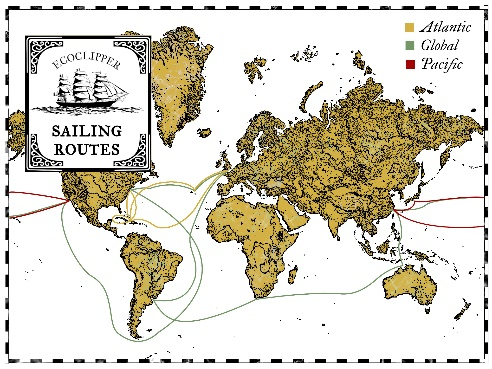 ECOCLIPPER
SAILING
ROUTES
Atlantic
Global
Pacific